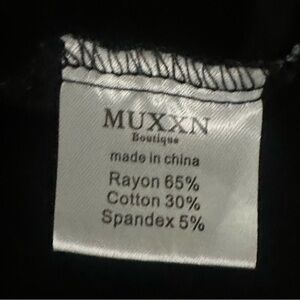 MUXXN
Boutique
made in china
Rayon 65%
Cotton 30%
Spandex 5%